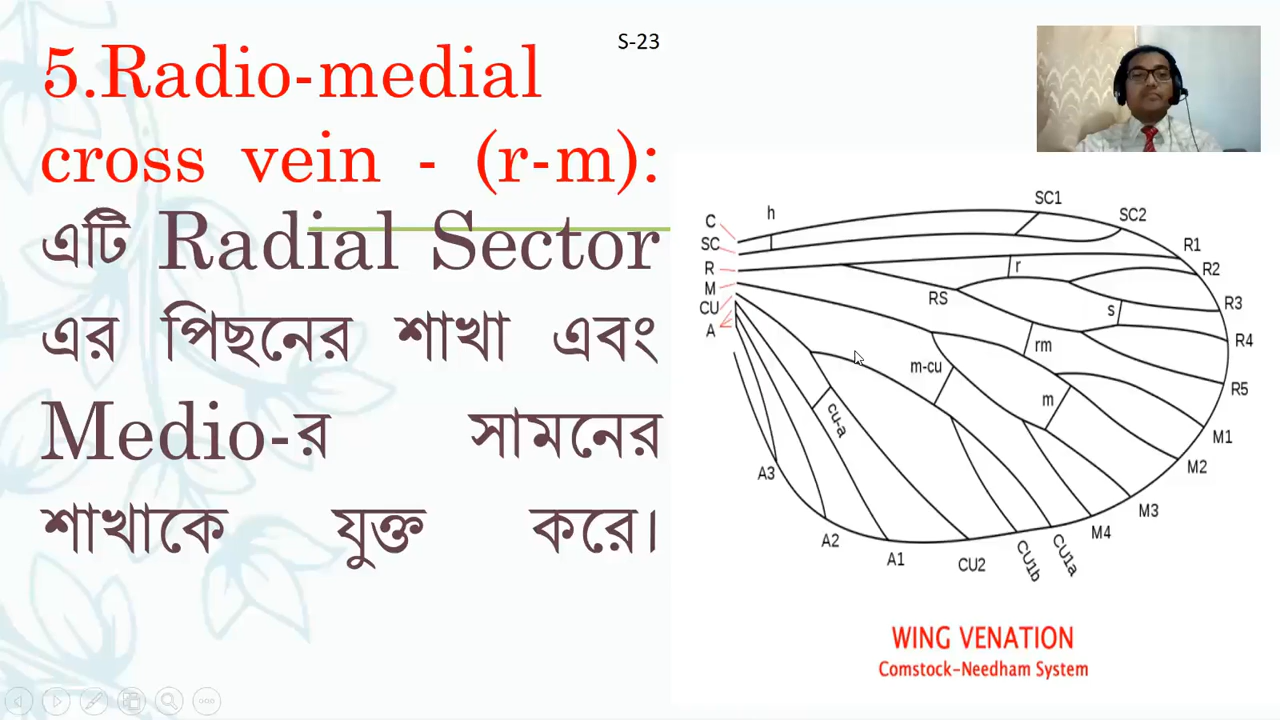 S-23
5.Radio-medial
cross vein - (r-m):
এটি Radial Sector
এর পিছনের শাখা এবং
Medio-র সামনের
শাখাকে যুক্ত করে।
C
SC
R
M
CU
A
h
SC1
SC2
R1
R2
R3
R4
R5
M1
M2
M3
M4
CU1a
CU1b
CU2
A1
A2
A3
r
RS
s
rm
m-cu
m
cu-a
WING VENATION
Comstock-Needham System